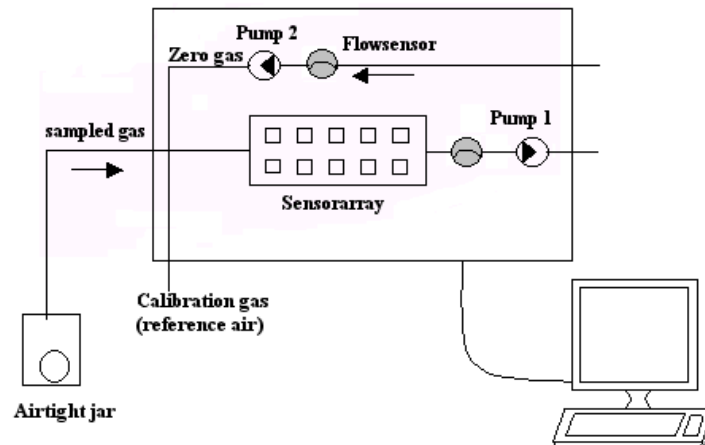 Pump 2
Flowsensor
Zero gas
sampled gas
Pump 1
Sensorarray
Calibration gas
(reference air)
Airtight jar